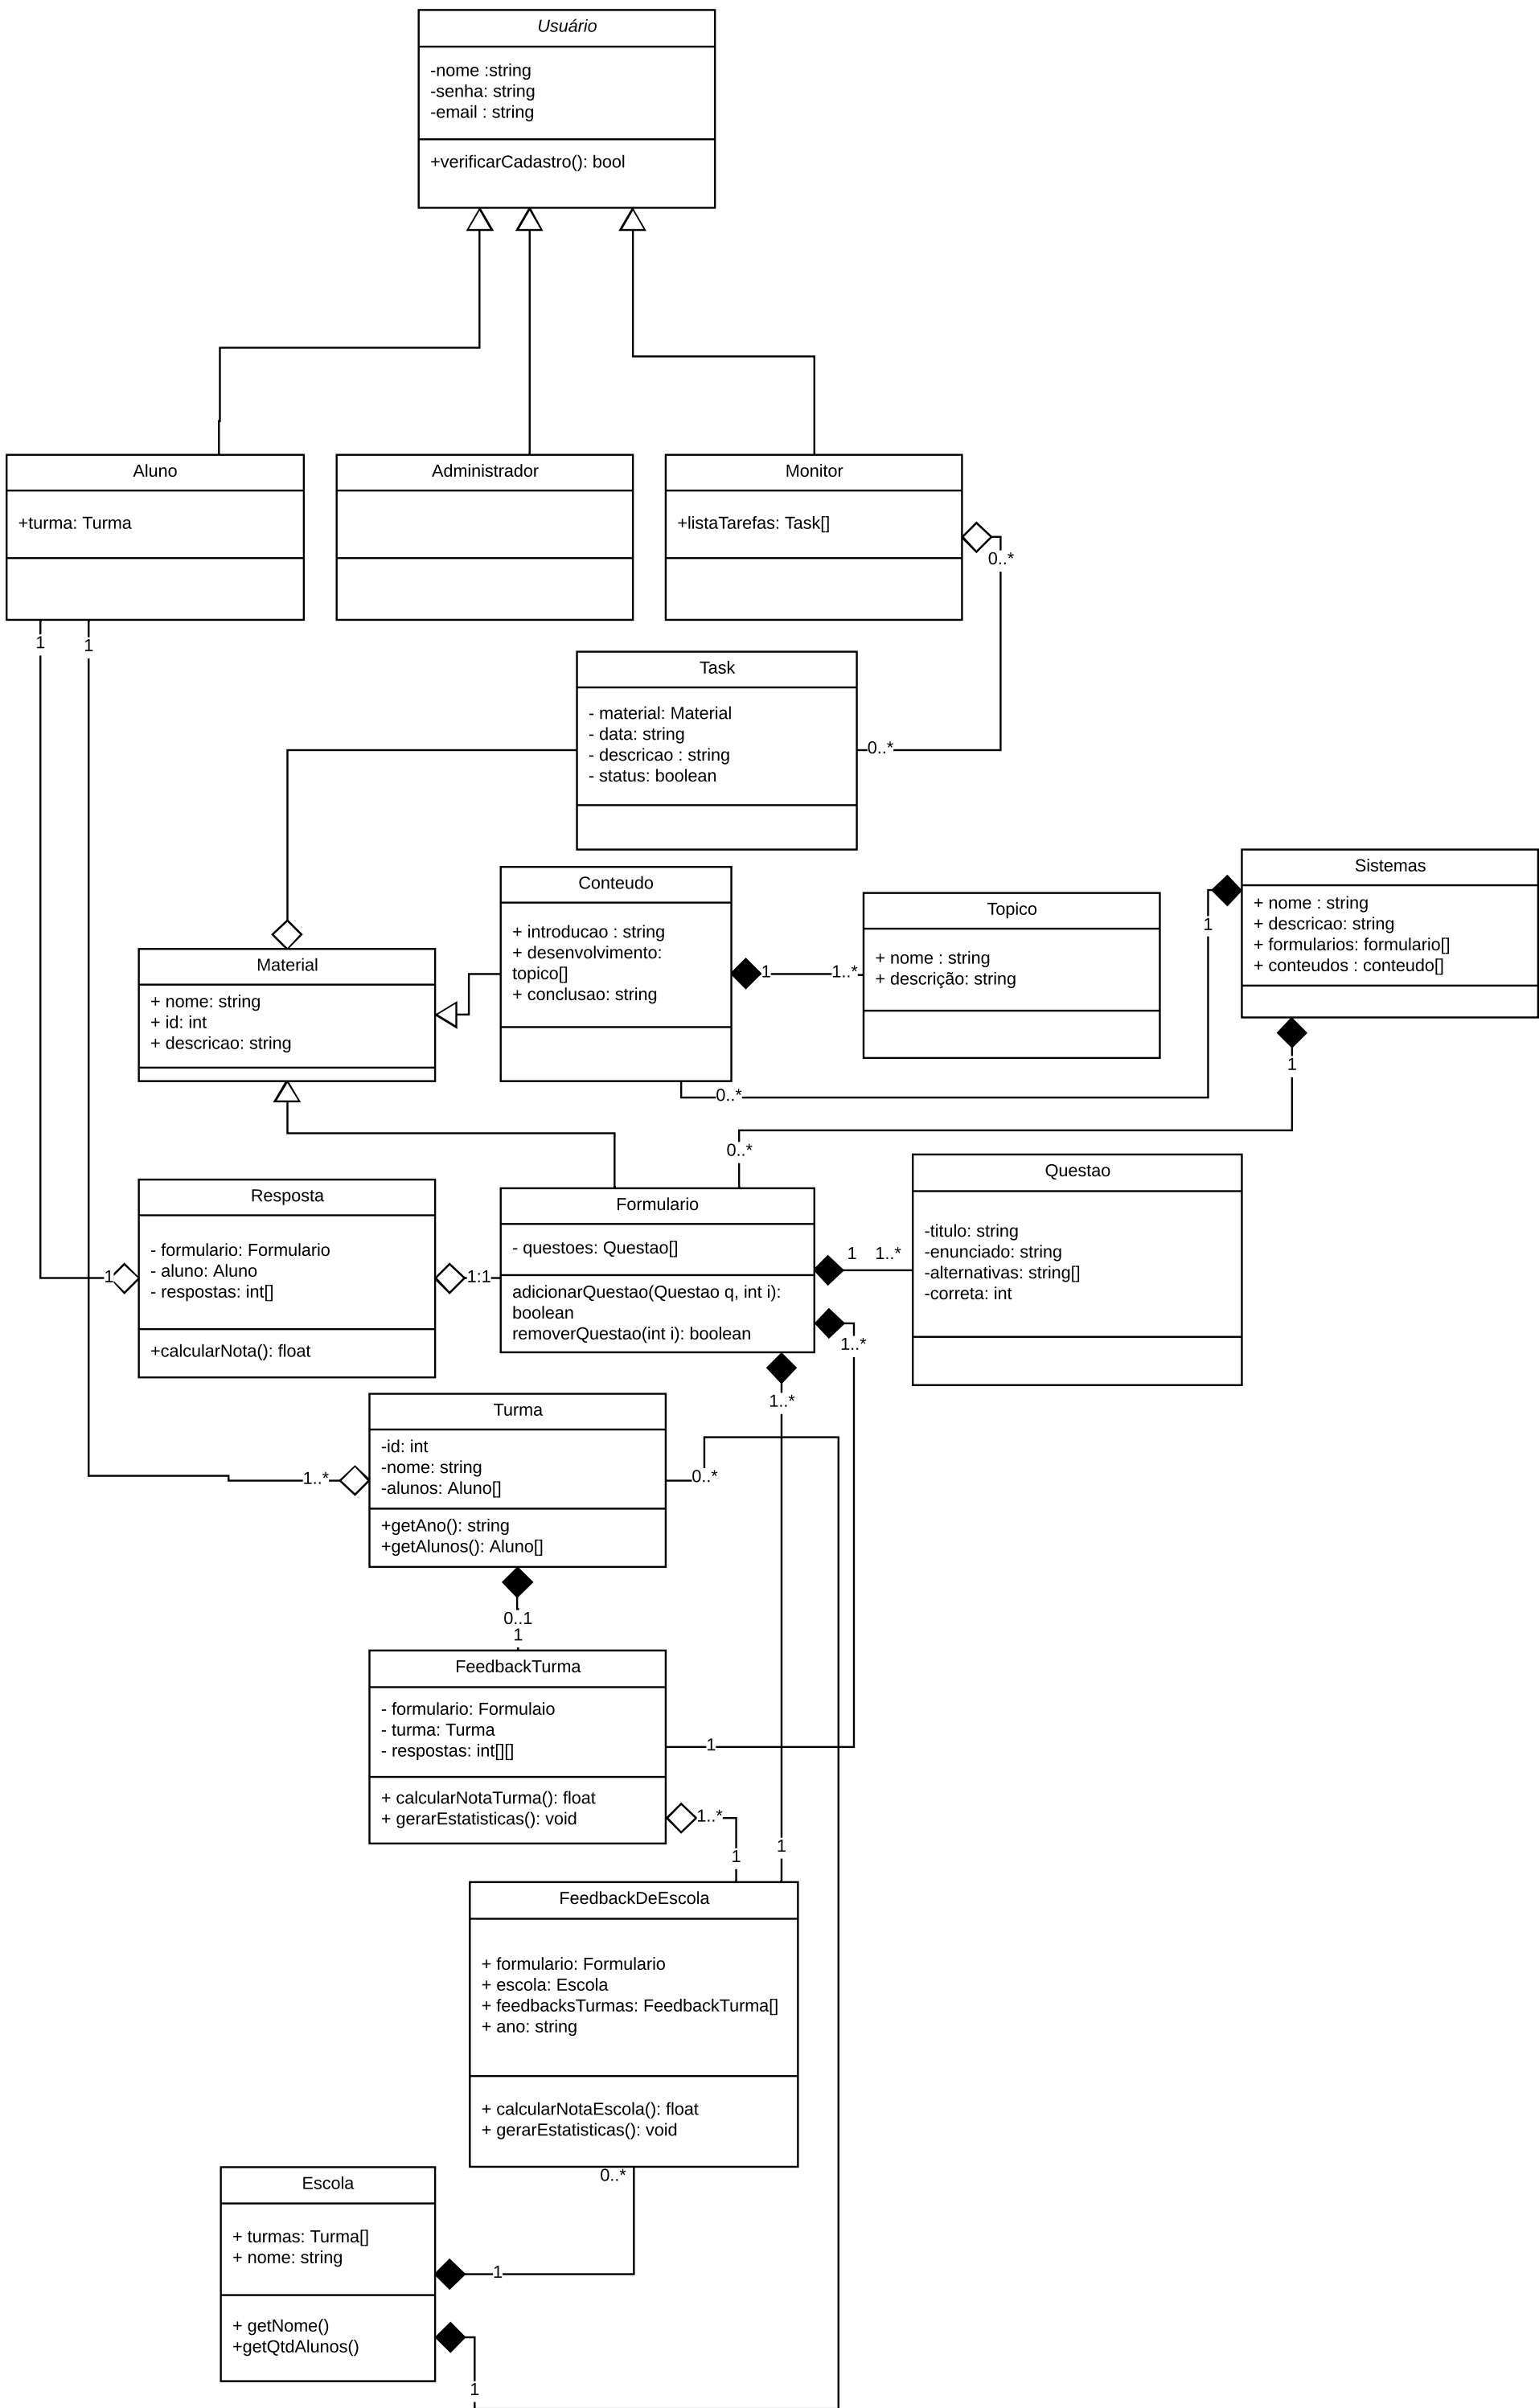 Usuário
-nome :string
-senha: string
-email : string
+verificarCadastro(): bool
Aluno
+turma: Turma
Administrador
Monitor
+listaTarefas: Task[]
0..*
1
1
Task
- material: Material
- data: string
- descricao : string
- status: boolean
0..*
Sistemas
+ nome : string
+ descricao: string
+ formularios: formulario[]
+ conteudos : conteudo[]
1
1
Conteudo
+ introducao : string
+ desenvolvimento:
topico[]
+ conclusao: string
1
1..*
Topico
+ nome : string
+ descrição: string
Material
+ nome: string
+ id: int
+ descricao: string
0..*
0..*
Resposta
- formulario: Formulario
- aluno: Aluno
- respostas: int[]
+calcularNota(): float
1
1:1
Formulario
- questoes: Questao[]
adicionarQuestao(Questao q, int i):
boolean
removerQuestao(int i): boolean
1
1..*
Questao
-titulo: string
-enunciado: string
-alternativas: string[]
-correta: int
1..*
1..*
Turma
-id: int
-nome: string
-alunos: Aluno[]
+getAno(): string
+getAlunos(): Aluno[]
1..*
0..*
0..1
1
FeedbackTurma
- formulario: Formulaio
- turma: Turma
- respostas: int[][]
+ calcularNotaTurma(): float
+ gerarEstatisticas(): void
1
1..*
1
1
FeedbackDeEscola
+ formulario: Formulario
+ escola: Escola
+ feedbacksTurmas: FeedbackTurma[]
+ ano: string
+ calcularNotaEscola(): float
+ gerarEstatisticas(): void
0..*
Escola
+ turmas: Turma[]
+ nome: string
+ getNome()
+getQtdAlunos()
1
1